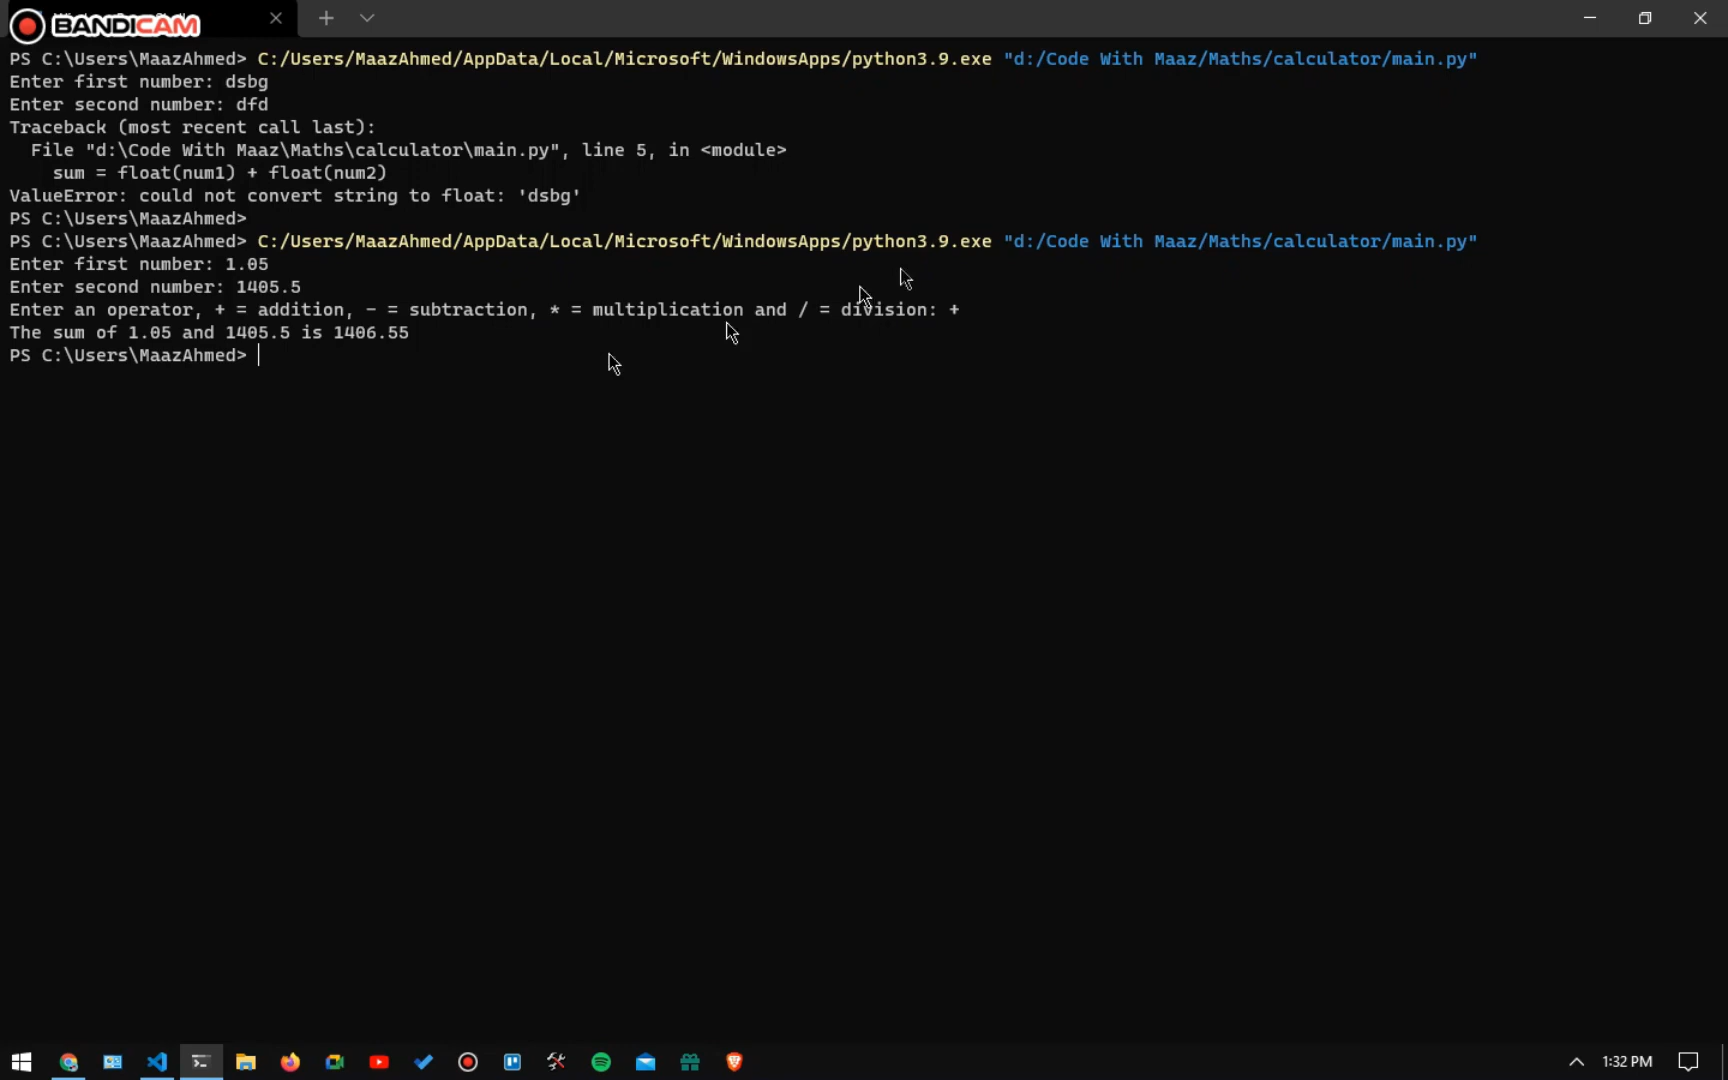 BANDICAM
PS C:\Users\MaazAhmed> C:/Users/MaazAhmed/AppData/Local/Microsoft/WindowsApps/python3.9.exe "d:/Code With Maaz/Maths/calculator/main.py"
Enter first number: dsbg
Enter second number: dfd
Traceback (most recent call last):
  File "d:\Code With Maaz\Maths\calculator\main.py", line 5, in <module>
    sum = float(num1) + float(num2)
ValueError: could not convert string to float: 'dsbg'
PS C:\Users\MaazAhmed>
PS C:\Users\MaazAhmed> C:/Users/MaazAhmed/AppData/Local/Microsoft/WindowsApps/python3.9.exe "d:/Code With Maaz/Maths/calculator/main.py"
Enter first number: 1.05
Enter second number: 1405.5
Enter an operator, + = addition, - = subtraction, * = multiplication and / = division: +
The sum of 1.05 and 1405.5 is 1406.55
PS C:\Users\MaazAhmed>
1:32 PM